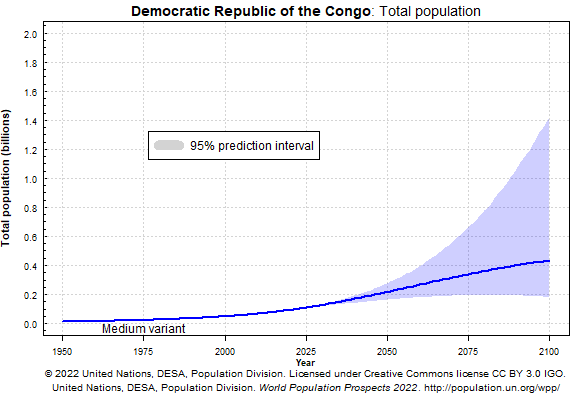 Democratic Republic of the Congo: Total population
Total population (billions)
2.0
1.8
1.6
1.4
1.2
1.0
0.8
0.6
0.4
0.2
0.0
95% prediction interval
Medium variant
1950 1975 2000 2025 2050 2075 2100
Year
© 2022 United Nations, DESA, Population Division. Licensed under Creative Commons license CC BY 3.0 IGO.
United Nations, DESA, Population Division. World Population Prospects 2022. http://population.un.org/wpp/